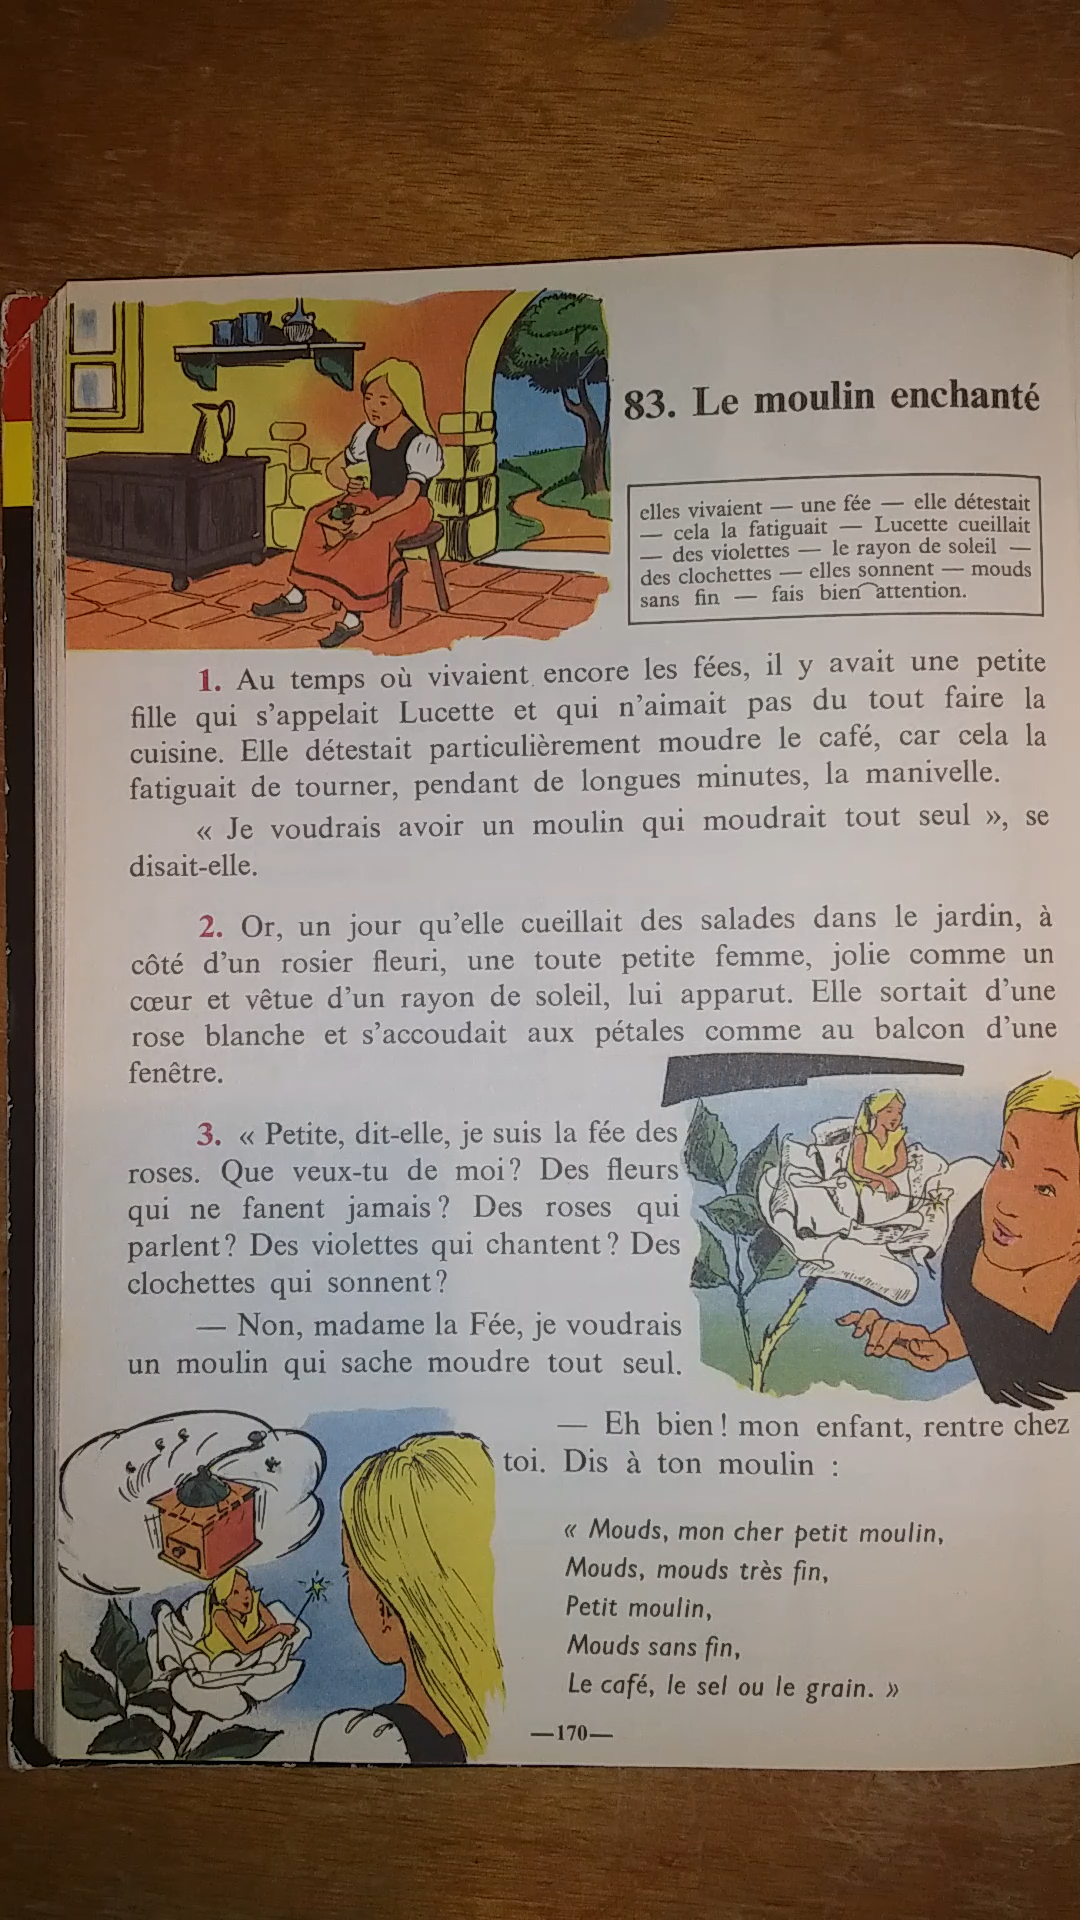 83. Le moulin enchanté
elles vivaient — une fée — elle détestait
— cela la fatiguait — Lucette cueillait
— des violettes — le rayon de soleil —
des clochettes — elles sonnent — mouds
sans fin — fais bien attention.
1. Au temps où vivaient encore les fées, il y avait une petite
fille qui s'appelait Lucette et qui n'aimait pas du tout faire la
cuisine. Elle détestait particulièrement moudre le café, car cela la
fatiguait de tourner, pendant de longues minutes, la manivelle.
« Je voudrais avoir un moulin qui moudrait tout seul », se
disait-elle.
2. Or, un jour qu'elle cueillait des salades dans le jardin, à
côté d'un rosier fleuri, une toute petite femme, jolie comme un
cœur et vêtue d'un rayon de soleil, lui apparut. Elle sortait d'une
rose blanche et s'accoudait aux pétales comme au balcon d'une
fenêtre.
3. « Petite, dit-elle, je suis la fée des
roses. Que veux-tu de moi? Des fleurs
qui ne fanent jamais? Des roses qui
parlent? Des violettes qui chantent? Des
clochettes qui sonnent?
— Non, madame la Fée, je voudrais
un moulin qui sache moudre tout seul.
— Eh bien! mon enfant, rentre chez
toi. Dis à ton moulin :
« Mouds, mon cher petit moulin,
Mouds, mouds très fin,
Petit moulin,
Mouds sans fin,
Le café, le sel ou le grain. »
—170—